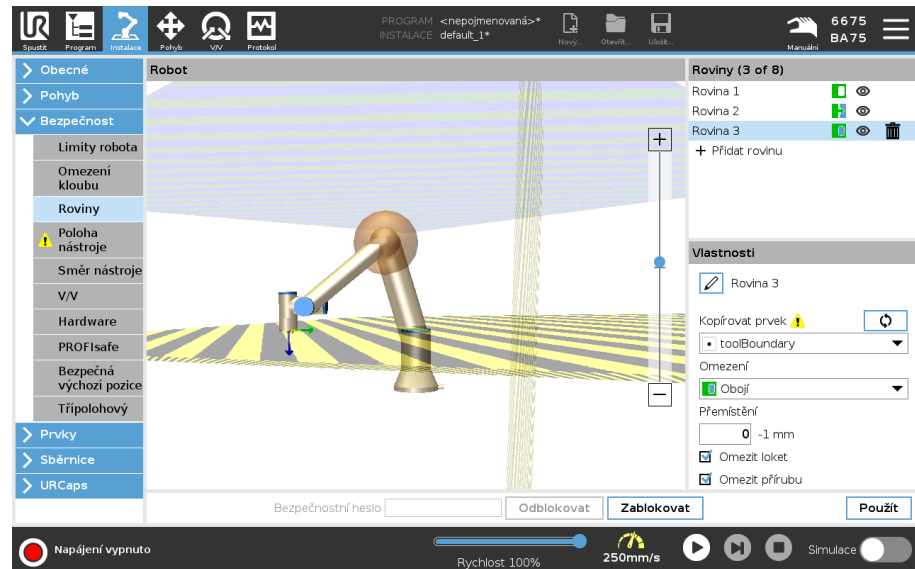 PROGRAM <nepojmenovaná>*
INSTALACE default_1*
Spustit Program Instalace Pohyb V/V Protokol
Nový... Otevřít... Uložit...
Manuální
6675
BA75
Obecné
Pohyb
Bezpečnost
Limity robota
Omezení
kloubu
Roviny
Poloha
nástroje
Směr nástroje
V/V
Hardware
PROFIsafe
Bezpečná
výchozí pozice
Třípolohový
Prvky
Sběrnice
URCaps
Robot
Roviny (3 of 8)
Rovina 1
Rovina 2
Rovina 3
+ Přidat rovinu
Vlastnosti
Rovina 3
Kopírovat prvek
toolBoundary
Omezení
Obojí
Přemístění
0 -1 mm
Omezit loket
Omezit přírubu
Bezpečnostní heslo Odblokovat Zablokovat Použít
Napájení vypnuto
Rychlost 100%
250mm/s
Simulace